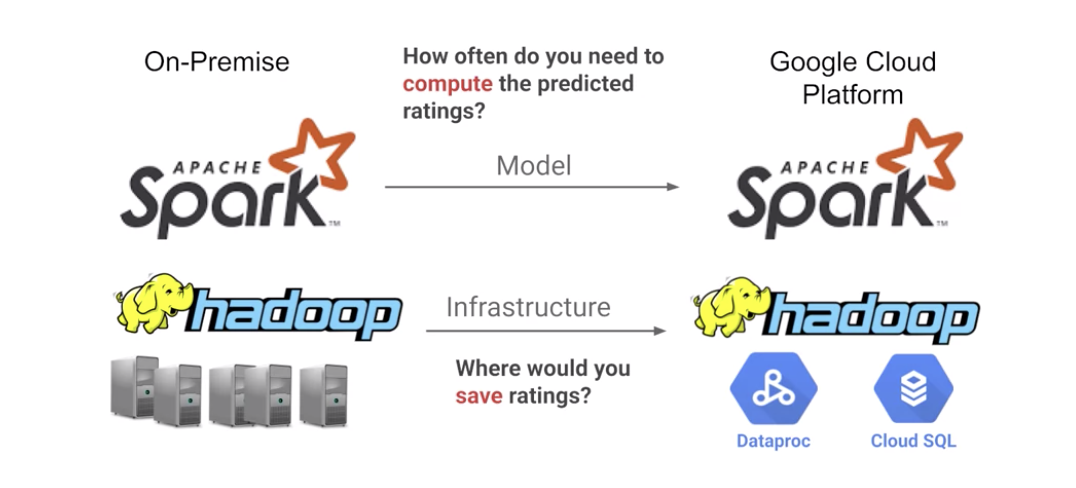 On-Premise
How often do you need to
compute the predicted
ratings?
Google Cloud
Platform
APACHE
Spark™
Model
APACHE
Spark™
hadoop
Infrastructure
hadoop
Where would you
save ratings?
Dataproc
Cloud SQL